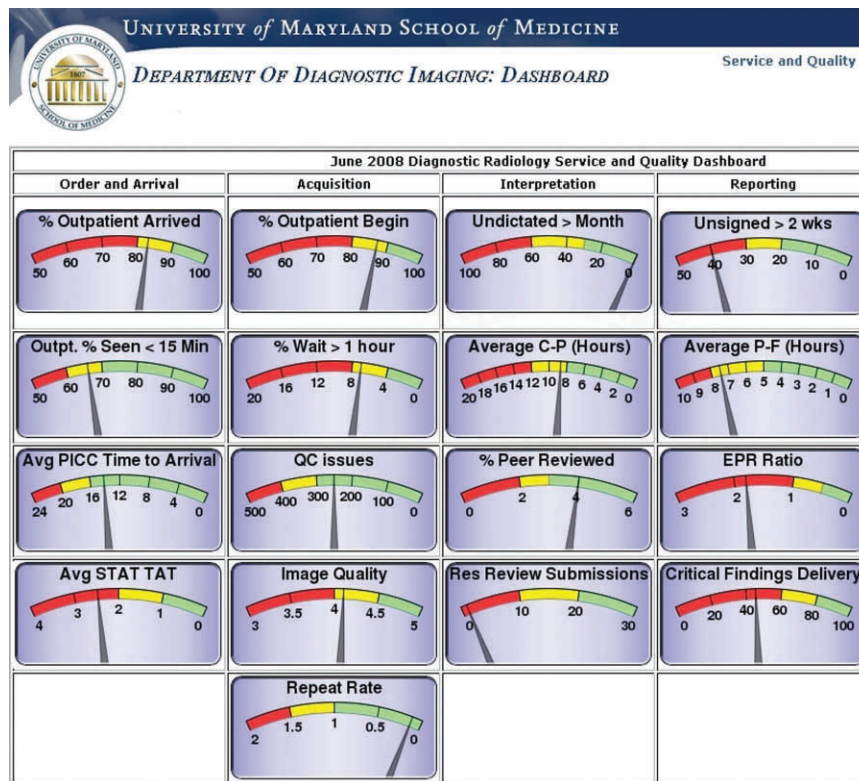 UNIVERSITY of MARYLAND SCHOOL of MEDICINE
UNIVERSITY OF MARYLAND
1807
SCHOOL OF MEDICINE
DEPARTMENT OF DIAGNOSTIC IMAGING: DASHBOARD
Service and Quality
June 2008 Diagnostic Radiology Service and Quality Dashboard
Order and Arrival Acquisition Interpretation Reporting
% Outpatient Arrived % Outpatient Begin Undictated > Month Unsigned > 2 wks
50 60 70 80 90 100 50 60 70 80 90 100 100 80 60 40 20 0 50 40 30 20 10 0
Outpt. % Seen < 15 Min % Wait > 1 hour Average C-P (Hours) Average P-F (Hours)
50 60 70 80 90 100 20 16 12 8 4 0 20 18 16 14 12 10 8 6 4 2 0 10 9 8 7 6 5 4 3 2 1 0
Avg PICC Time to Arrival QC issues % Peer Reviewed EPR Ratio
24 20 16 12 8 4 0 500 400 300 200 100 0 0 2 4 6 3 2 1 0
Avg STAT TAT Image Quality Res Review Submissions Critical Findings Delivery
4 3 2 1 0 3 3.5 4 4.5 5 0 10 20 30 0 20 40 60 80 100
Repeat Rate
2 1.5 1 0.5 0